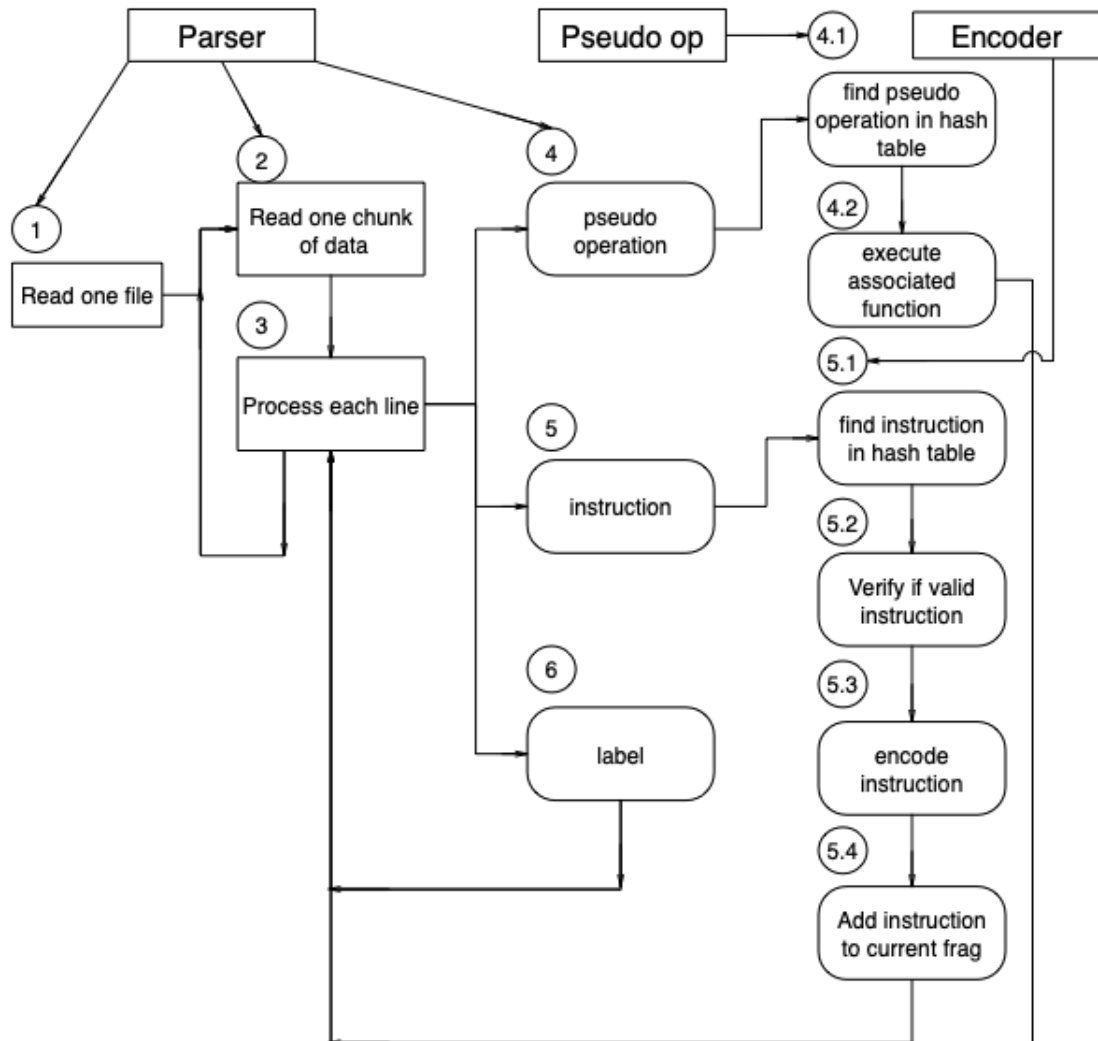 Parser
Pseudo op
4.1
Encoder
find pseudo
operation in hash
table
2
4
1
Read one chunk
of data
pseudo
operation
4.2
execute
associated
function
Read one file
3
5.1
Process each line
find instruction
in hash table
5
instruction
5.2
Verify if valid
instruction
6
5.3
label
encode
instruction
5.4
Add instruction
to current frag